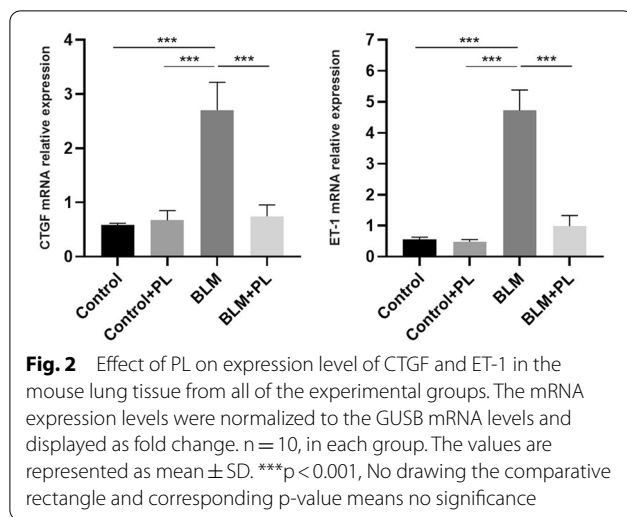 CTGF mRNA relative expression
4
3
2
1
0
***
*** ***
Control
Control+PL
BLM
BLM+PL
ET-1 mRNA relative expression
7
6
5
4
3
2
1
0
***
*** ***
Control
Control+PL
BLM
BLM+PL
Fig. 2 Effect of PL on expression level of CTGF and ET-1 in the
mouse lung tissue from all of the experimental groups. The mRNA
expression levels were normalized to the GUSB mRNA levels and
displayed as fold change. n = 10, in each group. The values are
represented as mean ± SD. ***p < 0.001, No drawing the comparative
rectangle and corresponding p-value means no significance